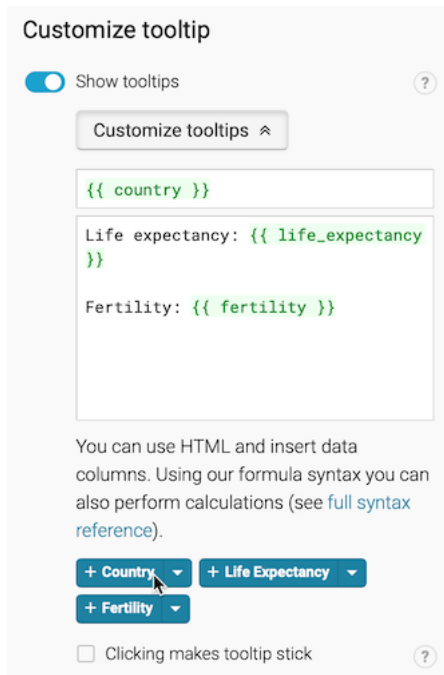 Customize tooltip
Show tooltips
?
Customize tooltips
{{ country }}
Life expectancy: {{ life_expectancy
}}
Fertility: {{ fertility }}
You can use HTML and insert data
columns. Using our formula syntax you can
also perform calculations (see full syntax
reference).
+ Country + Life Expectancy
+ Fertility
Clicking makes tooltip stick
?